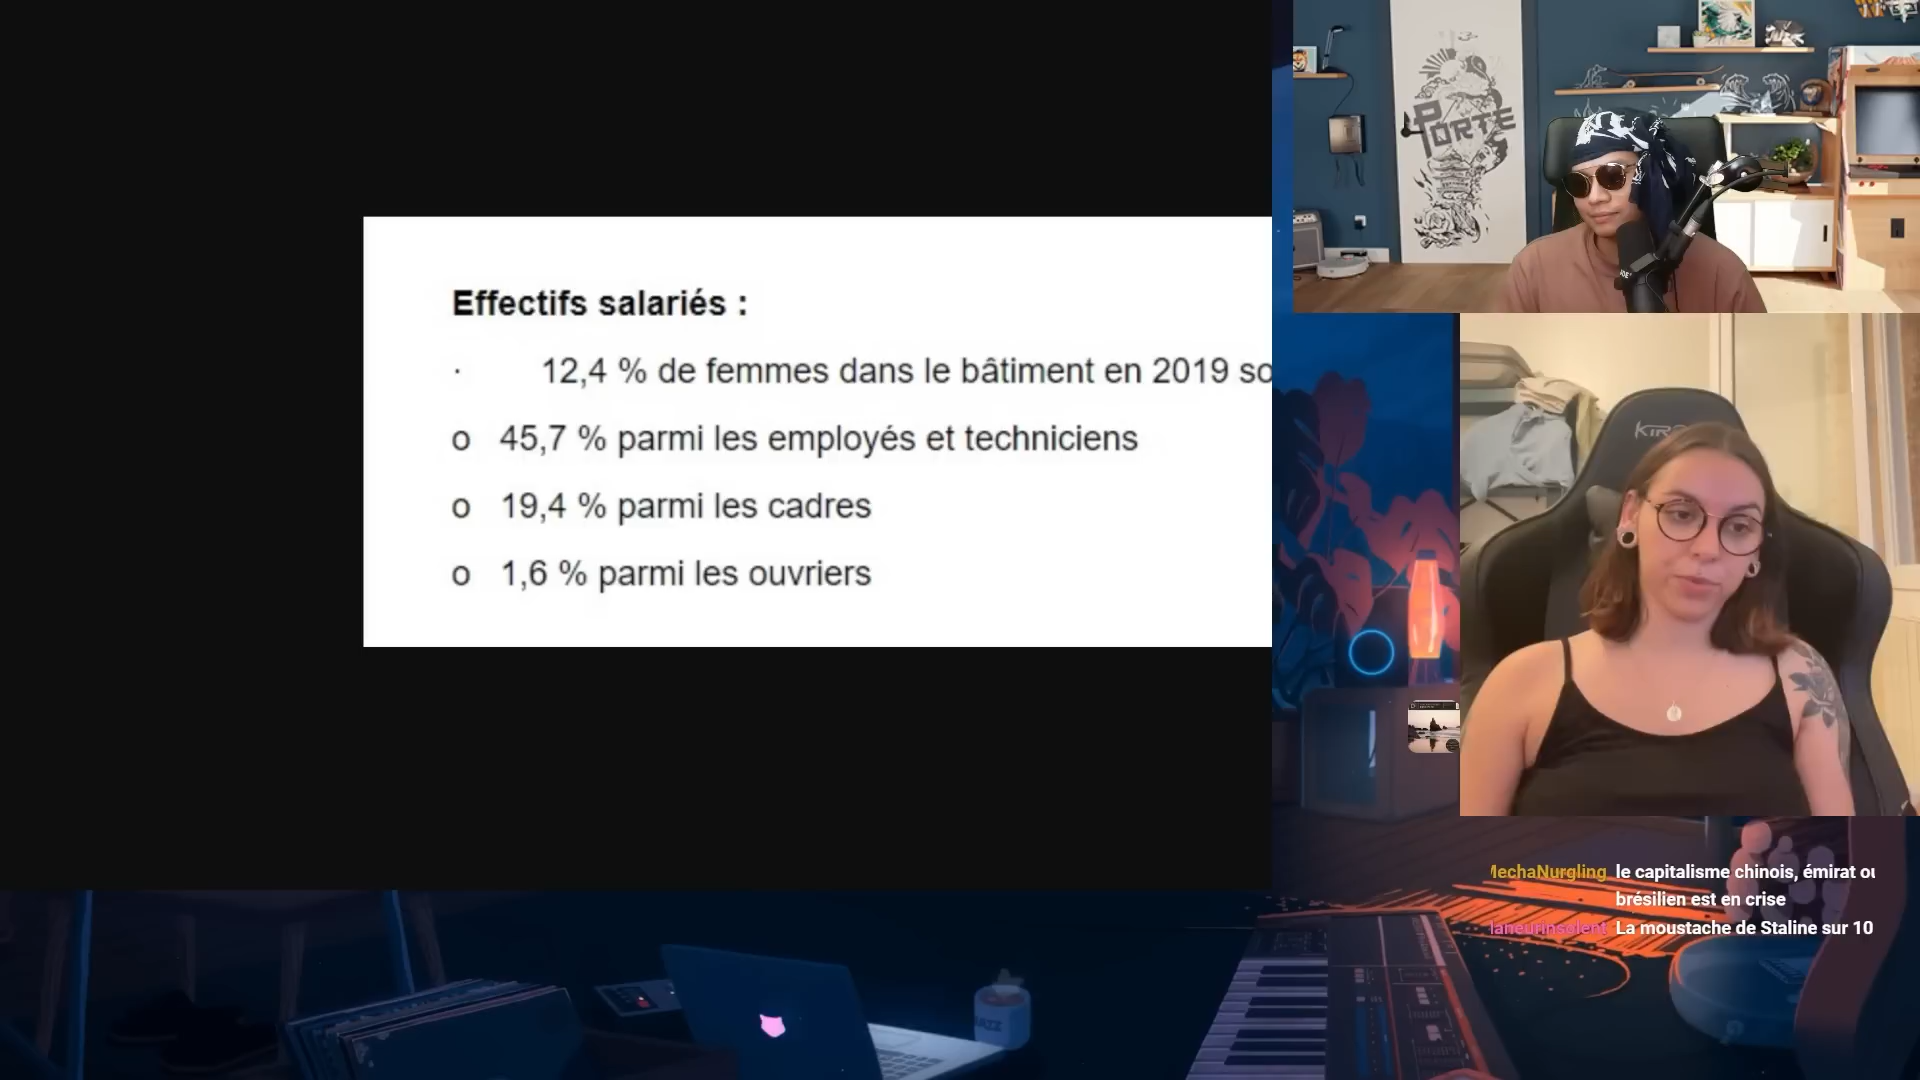 Effectifs salariés :
· 12,4 % de femmes dans le bâtiment en 2019 so
o 45,7 % parmi les employés et techniciens
o 19,4 % parmi les cadres
o 1,6 % parmi les ouvriers
PORTE
MechaNurgling le capitalisme chinois, émirat ou
brésilien est en crise
laneurinsolent La moustache de Staline sur 10